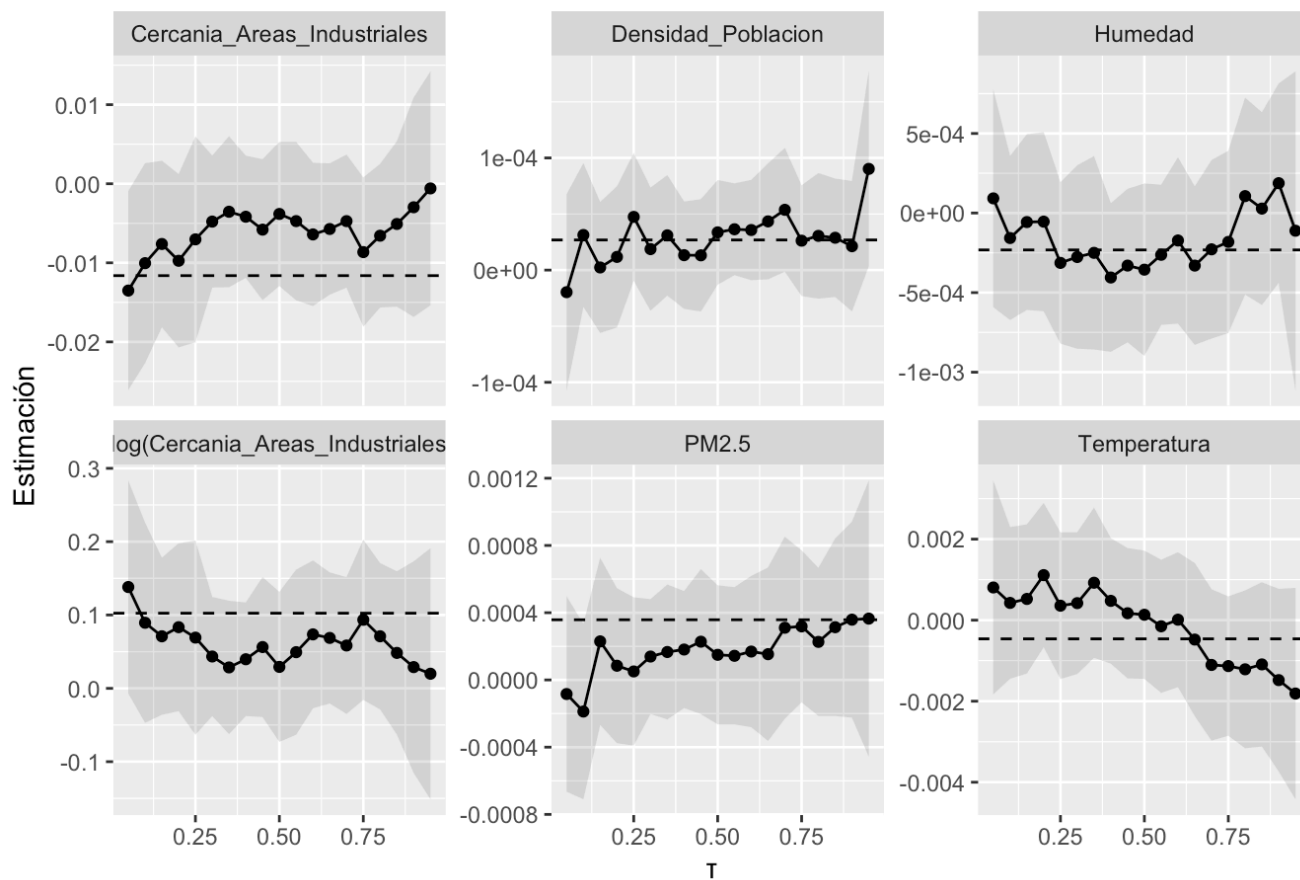 Cercania_Areas_Industriales
Densidad_Poblacion
Humedad
0.01
0.00
-0.01
-0.02
1e-04
0e+00
-1e-04
5e-04
0e+00
-5e-04
-1e-03
Estimación
log(Cercania_Areas_Industriales
PM2.5
Temperatura
0.3
0.2
0.1
0.0
-0.1
0.0012
0.0008
0.0004
0.0000
-0.0004
-0.0008
0.002
0.000
-0.002
-0.004
0.25 0.50 0.75
0.25 0.50 0.75
0.25 0.50 0.75
τ